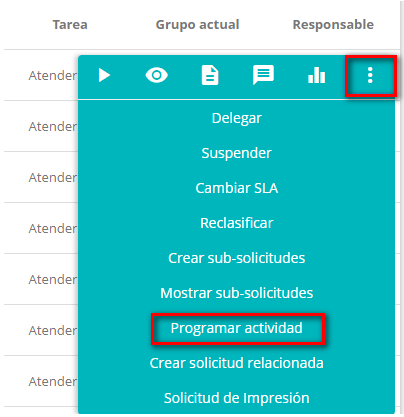 Tarea Grupo actual Responsable
Atender
Delegar
Atender
Suspender
Atender
Cambiar SLA
Reclasificar
Atender
Crear sub-solicitudes
Atender
Mostrar sub-solicitudes
Atender
Programar actividad
Crear solicitud relacionada
Atender
Solicitud de Impresión